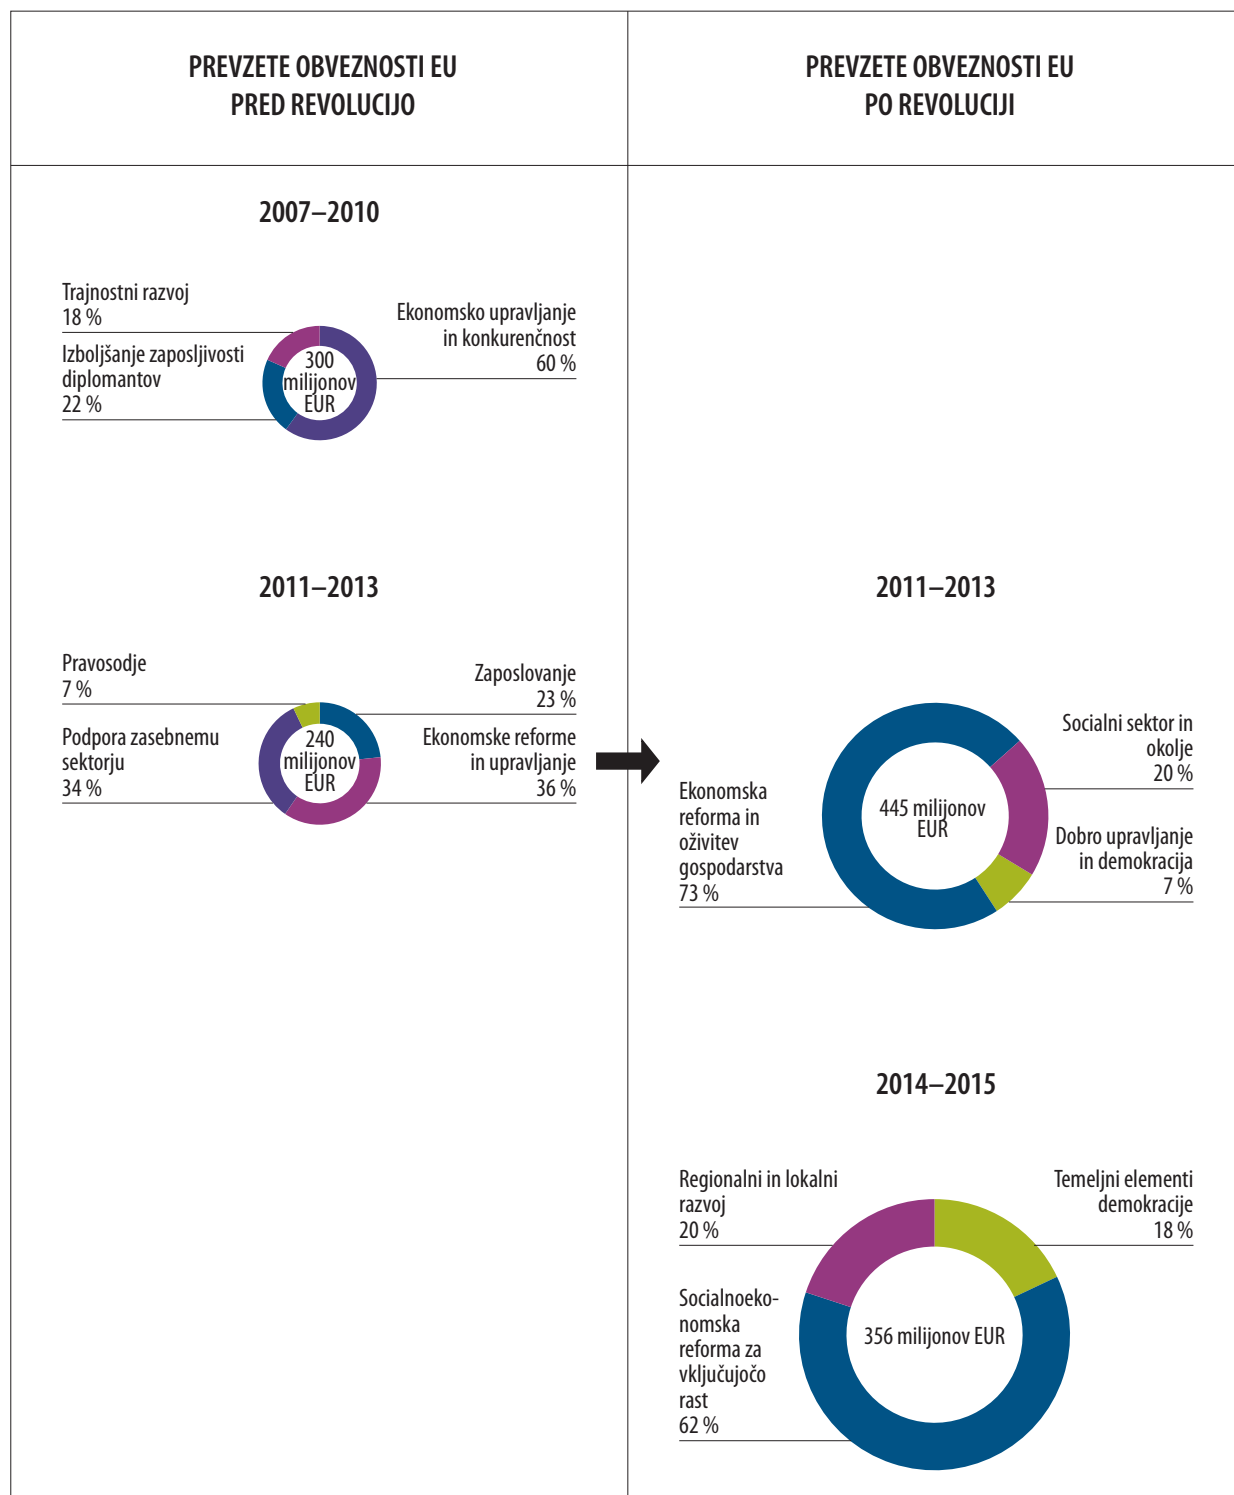 PREVZETE OBVEZNOSTI EU
PRED REVOLUCIJO
PREVZETE OBVEZNOSTI EU
PO REVOLUCIJI
2007–2010
Trajnostni razvoj
18 %
Izboljšanje zaposljivosti
diplomantov
22 %
300
milijonov
EUR
Ekonomsko upravljanje
in konkurenčnost
60 %
2011–2013
Pravosodje
7 %
Podpora zasebnemu
sektorju
34 %
240
milijonov
EUR
Zaposlovanje
23 %
Ekonomske reforme
in upravljanje
36 %
2011–2013
Ekonomska
reforma in
oživitev
gospodarstva
73 %
445 milijonov
EUR
Socialni sektor in
okolje
20 %
Dobro upravljanje
in demokracija
7 %
2014–2015
Regionalni in lokalni
razvoj
20 %
Socialnoeko-
nomska
reforma za
vključujočo
rast
62 %
356 milijonov EUR
Temeljni elementi
demokracije
18 %